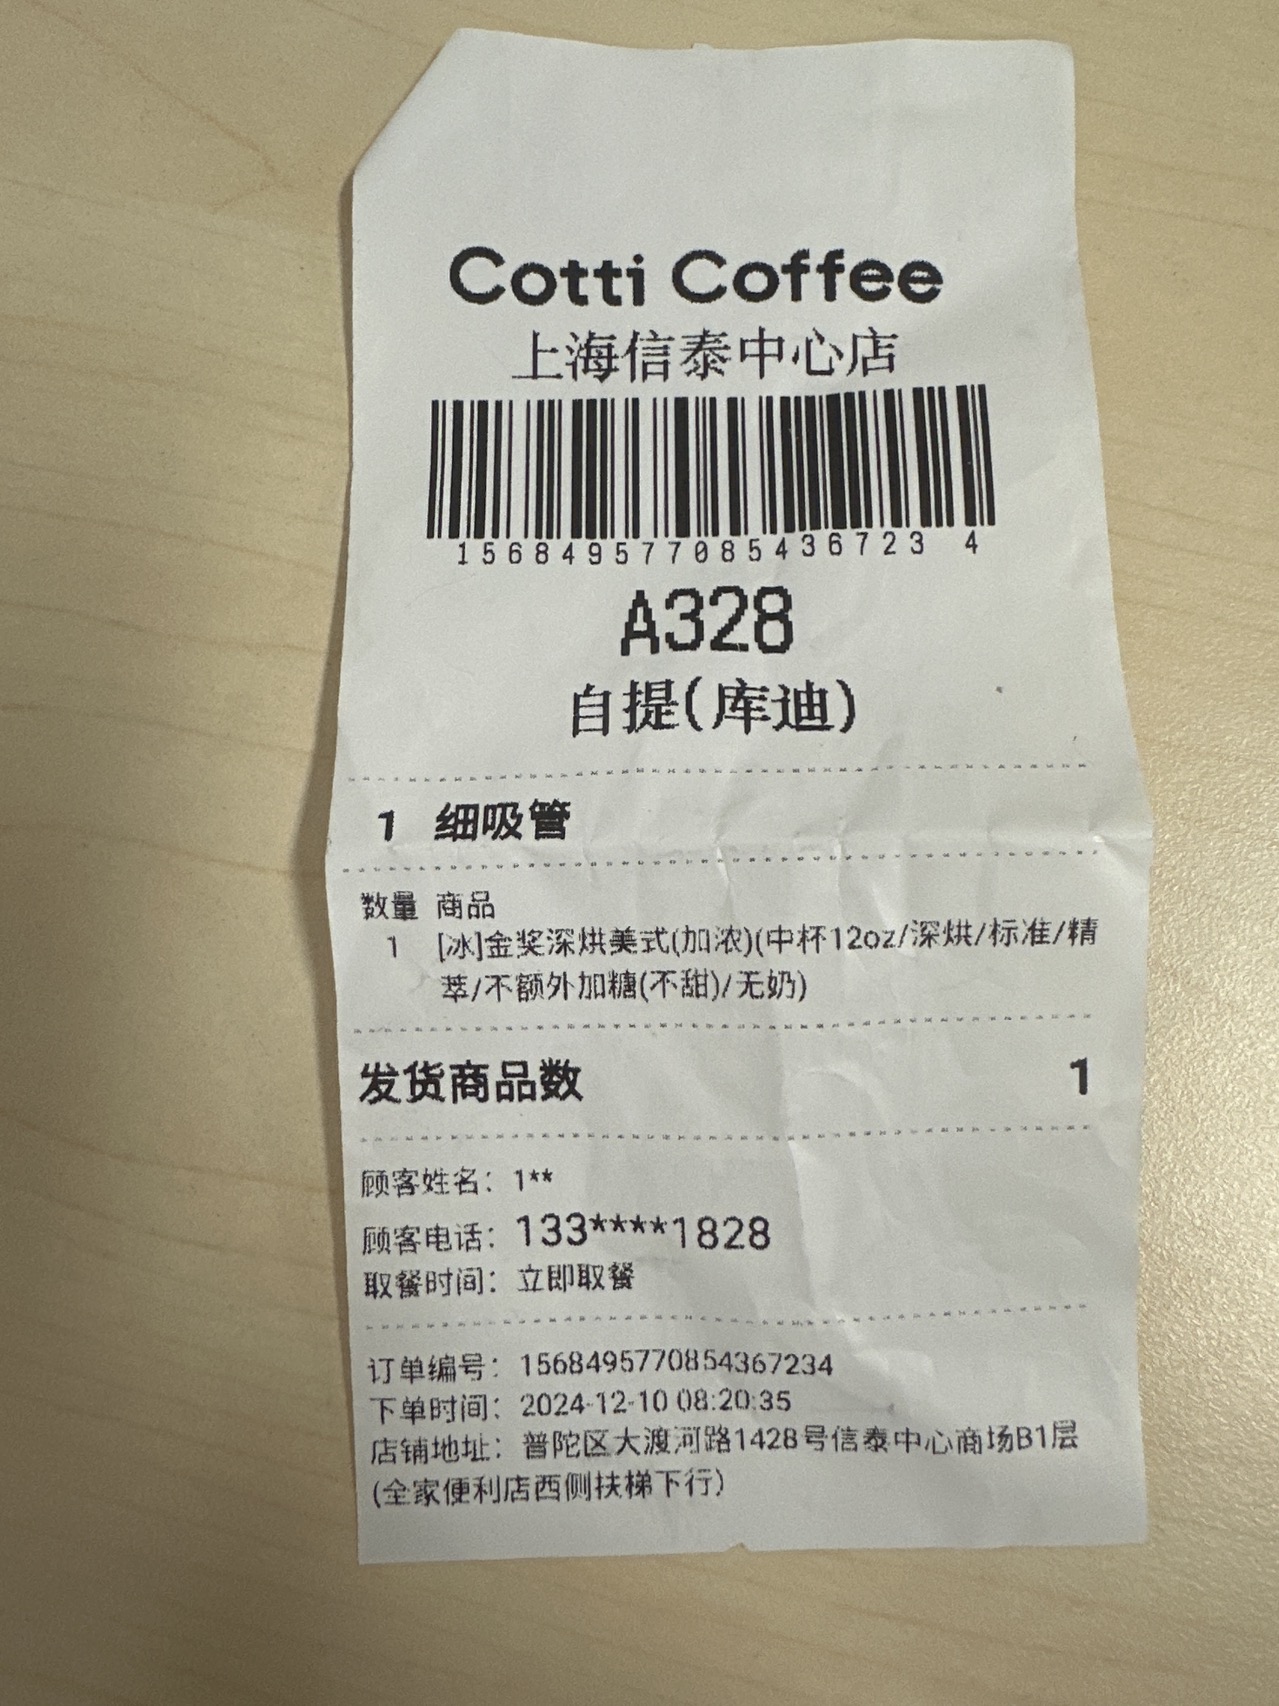 Cotti Coffee
上海信泰中心店
156849577085436723 4
A328
自提(库迪)
1 细吸管
数量 商品
1 [冰]金奖深烘美式(加浓)(中杯12oz/深烘/标准/精
萃/不额外加糖(不甜)/无奶)
发货商品数 1
顾客姓名：1**
顾客电话：133****1828
取餐时间：立即取餐
订单编号：1568495770854367234
下单时间：2024-12-10 08:20:35
店铺地址：普陀区大渡河路1428号信泰中心商场B1层
(全家便利店西侧扶梯下行)